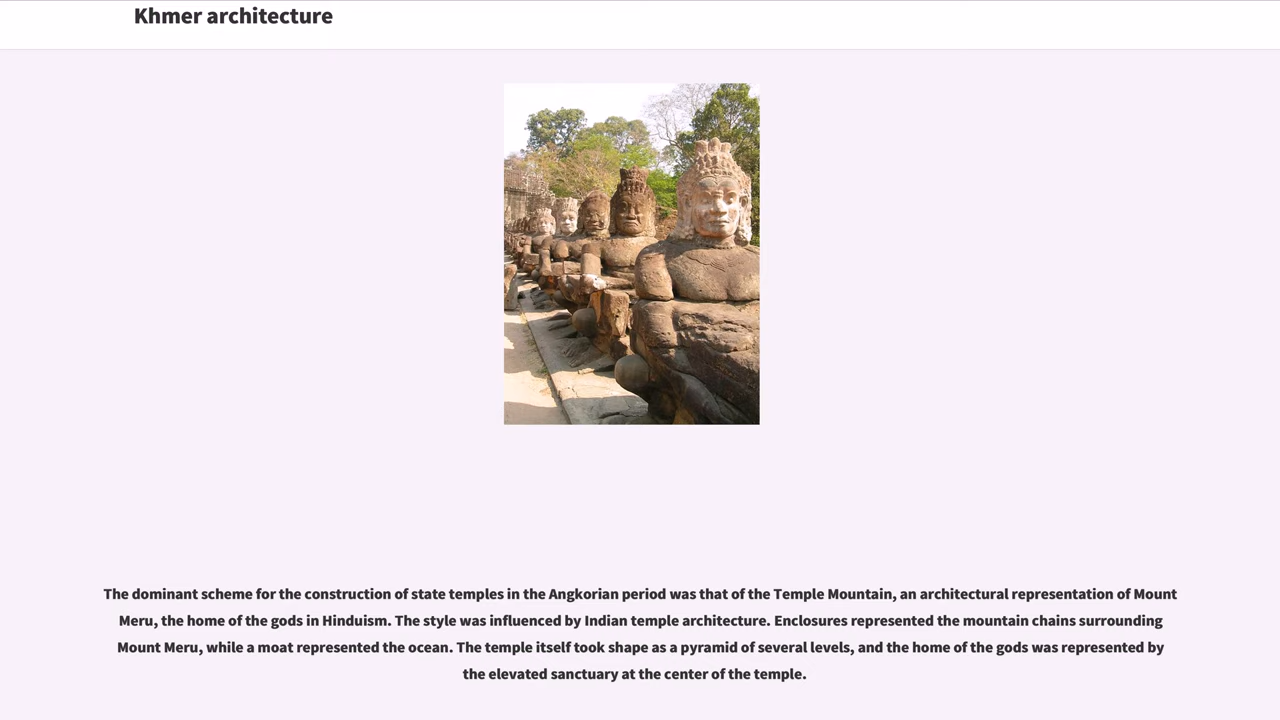 Khmer architecture
The dominant scheme for the construction of state temples in the Angkorian period was that of the Temple Mountain, an architectural representation of Mount
Meru, the home of the gods in Hinduism. The style was influenced by Indian temple architecture. Enclosures represented the mountain chains surrounding
Mount Meru, while a moat represented the ocean. The temple itself took shape as a pyramid of several levels, and the home of the gods was represented by
the elevated sanctuary at the center of the temple.